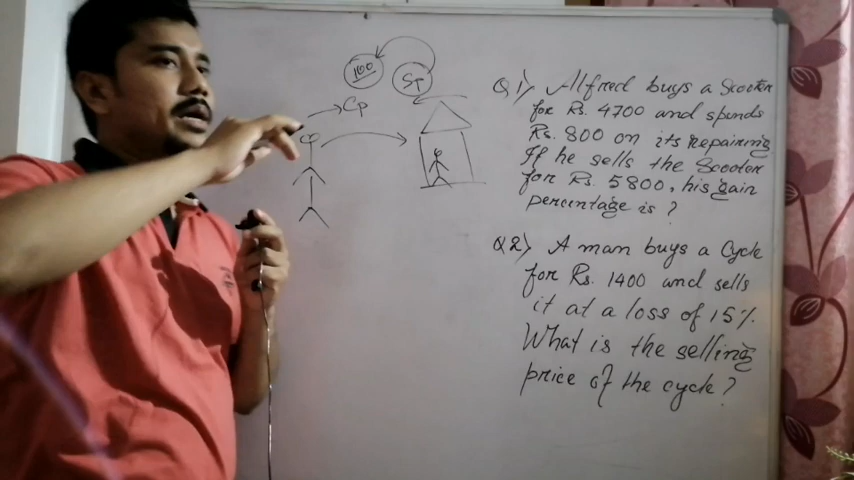 100
SP
CP
Q1) Alfred buys a Scooter
for Rs. 4700 and spends
Rs. 800 on its repairing
If he sells the Scooter
for Rs. 5800, his gain
percentage is ?
Q2) A man buys a Cycle
for Rs. 1400 and sells
it at a loss of 15%.
What is the selling
price of the cycle?